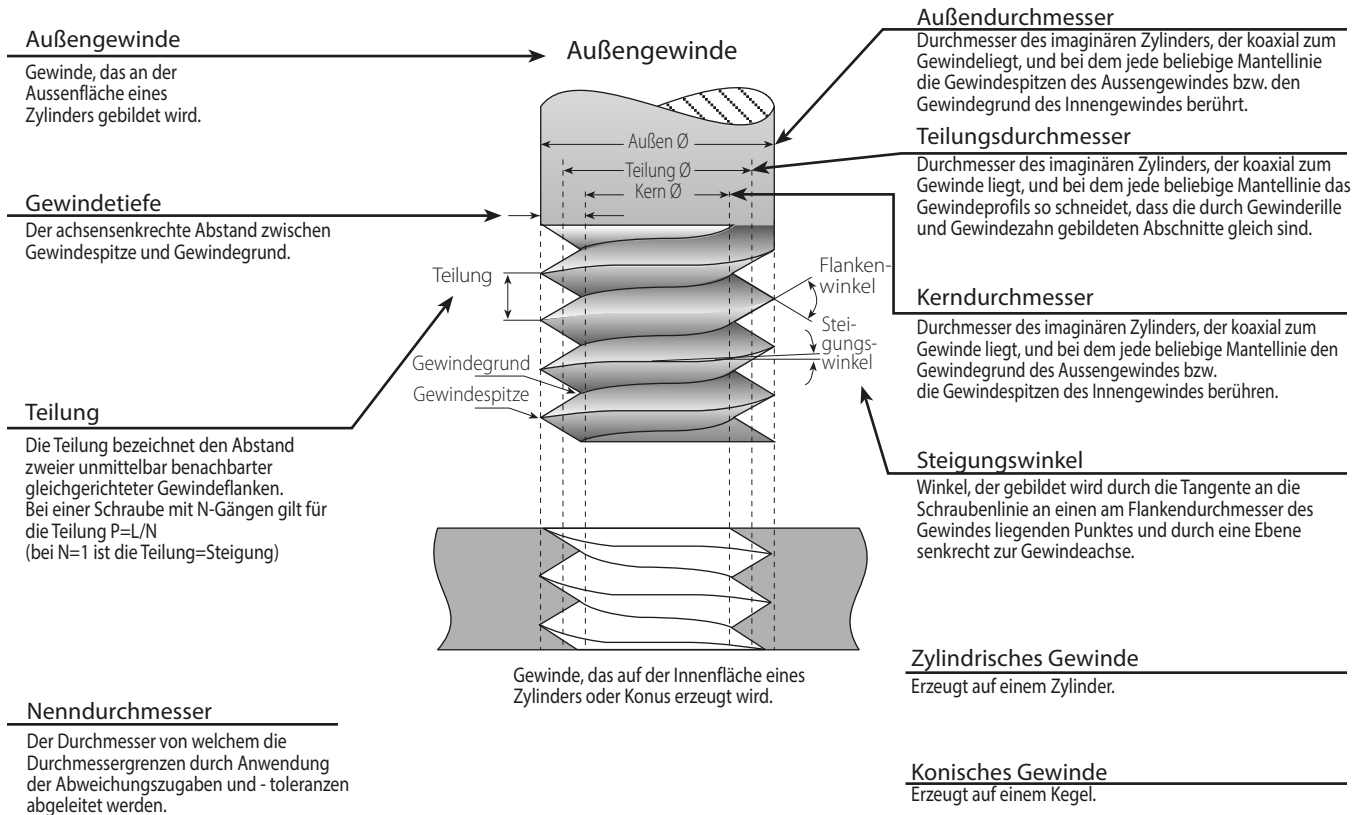 Außengewinde
Gewinde, das an der
Aussenfläche eines
Zylinders gebildet wird.
Gewindetiefe
Der achsensenkrechte Abstand zwischen
Gewindespitze und Gewindegrund.
Teilung
Die Teilung bezeichnet den Abstand
zweier unmittelbar benachbarter
gleichgerichteter Gewindeflanken.
Bei einer Schraube mit N-Gängen gilt für
die Teilung P=L/N
(bei N=1 ist die Teilung=Steigung)
Nenndurchmesser
Der Durchmesser von welchem die
Durchmessergrenzen durch Anwendung
der Abweichungszugaben und - toleranzen
abgeleitet werden.
Außengewinde
Außen Ø
Teilung Ø
Kern Ø
Teilung
Flanken-
winkel
Stei-
gungs-
winkel
Gewindegrund
Gewindespitze
Gewinde, das auf der Innenfläche eines
Zylinders oder Konus erzeugt wird.
Außendurchmesser
Durchmesser des imaginären Zylinders, der koaxial zum
Gewindeliegt, und bei dem jede beliebige Mantellinie
die Gewindespitzen des Aussengewindes bzw. den
Gewindegrund des Innengewindes berührt.
Teilungsdurchmesser
Durchmesser des imaginären Zylinders, der koaxial zum
Gewinde liegt, und bei dem jede beliebige Mantellinie das
Gewindeprofils so schneidet, dass die durch Gewinderille
und Gewindezahn gebildeten Abschnitte gleich sind.
Kerndurchmesser
Durchmesser des imaginären Zylinders, der koaxial zum
Gewinde liegt, und bei dem jede beliebige Mantellinie den
Gewindegrund des Aussengewindes bzw.
die Gewindespitzen des Innengewindes berühren.
Steigungswinkel
Winkel, der gebildet wird durch die Tangente an die
Schraubenlinie an einen am Flankendurchmesser des
Gewindes liegenden Punktes und durch eine Ebene
senkrecht zur Gewindeachse.
Zylindrisches Gewinde
Erzeugt auf einem Zylinder.
Konisches Gewinde
Erzeugt auf einem Kegel.